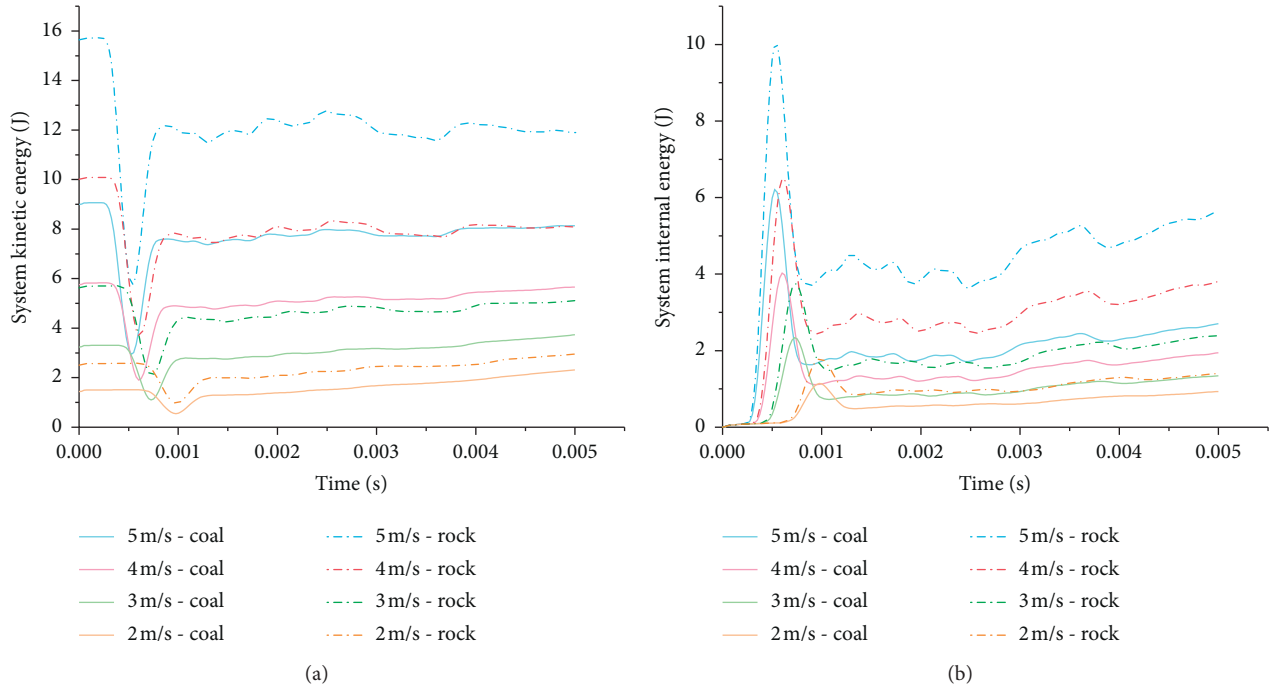 System kinetic energy (J)
16
14
12
10
8
6
4
2
0
0.000
0.001
0.002
0.003
0.004
0.005
Time (s)
5 m/s - coal
5 m/s - rock
4 m/s - coal
4 m/s - rock
3 m/s - coal
3 m/s - rock
2 m/s - coal
2 m/s - rock
(a)
System internal energy (J)
10
8
6
4
2
0
0.000
0.001
0.002
0.003
0.004
0.005
Time (s)
5 m/s - coal
5 m/s - rock
4 m/s - coal
4 m/s - rock
3 m/s - coal
3 m/s - rock
2 m/s - coal
2 m/s - rock
(b)